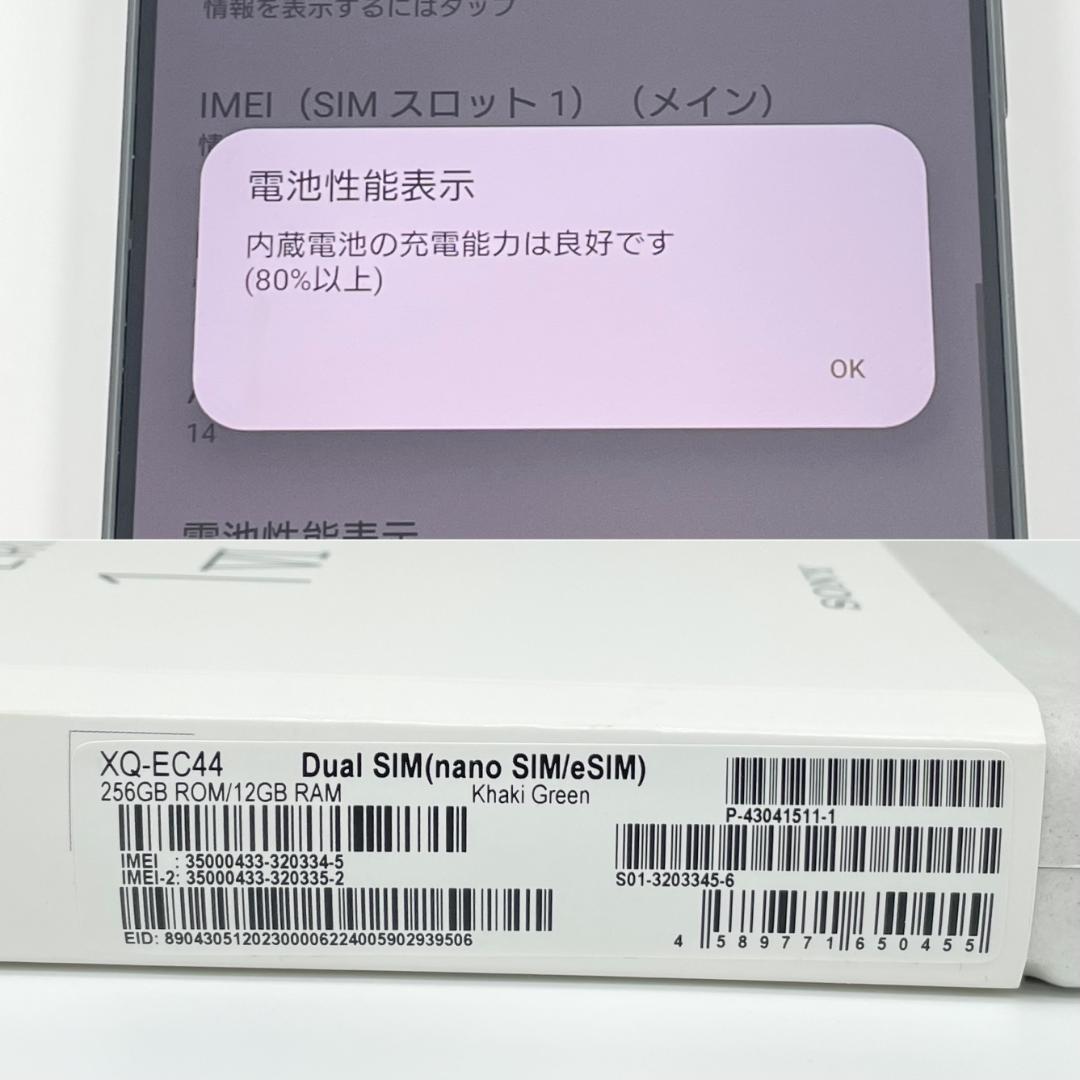 情報を表示するにはタップ
IMEI（SIM スロット 1）（メイン）
情
電池性能表示
内蔵電池の充電能力は良好です
(80%以上)
OK
14
電池性能表示
1 VI
SONY
XQ-EC44 Dual SIM(nano SIM/eSIM)
256GB ROM/12GB RAM Khaki Green
P-43041511-1
IMEI : 35000433-320334-5
IMEI-2: 35000433-320335-2
S01-3203345-6
EID: 89043051202300006224005902939506
4 589771 650455